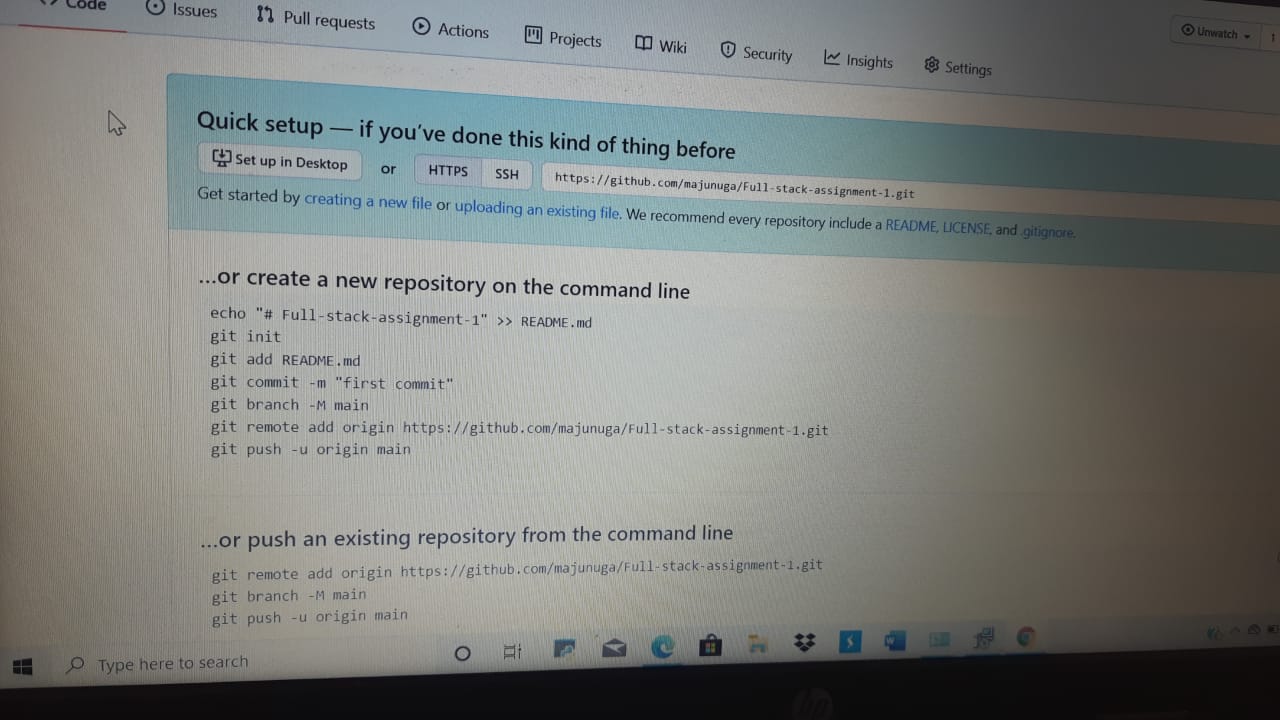 Code
Issues
Pull requests
Actions
Projects
Wiki
Security
Insights
Settings
Unwatch
Quick setup — if you've done this kind of thing before
Set up in Desktop or HTTPS SSH https://github.com/majunuga/Full-stack-assignment-1.git
Get started by creating a new file or uploading an existing file. We recommend every repository include a README, LICENSE, and .gitignore.
...or create a new repository on the command line
echo "# Full-stack-assignment-1" >> README.md
git init
git add README.md
git commit -m "first commit"
git branch -M main
git remote add origin https://github.com/majunuga/Full-stack-assignment-1.git
git push -u origin main
...or push an existing repository from the command line
git remote add origin https://github.com/majunuga/Full-stack-assignment-1.git
git branch -M main
git push -u origin main
Type here to search
hp